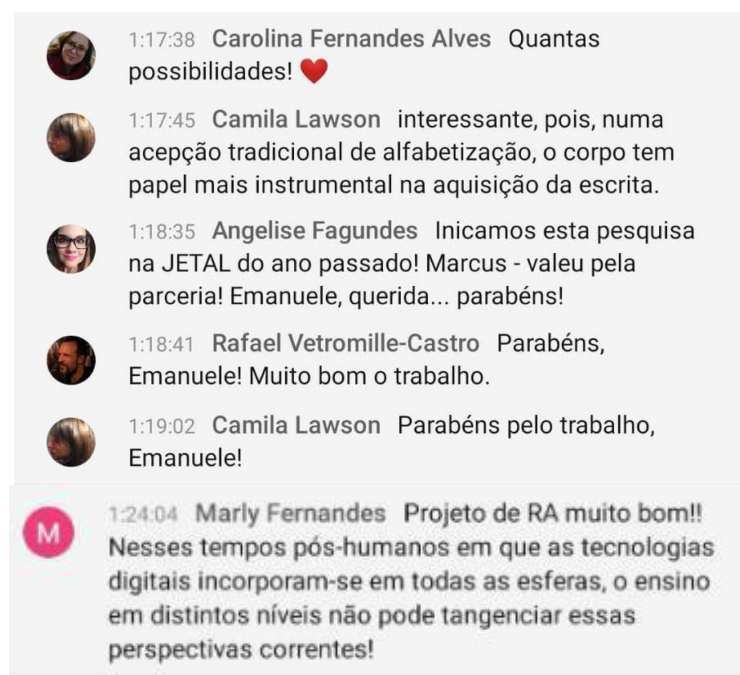 1:17:38 Carolina Fernandes Alves Quantas
possibilidades! ❤️
1:17:45 Camila Lawson interessante, pois, numa
acepção tradicional de alfabetização, o corpo tem
papel mais instrumental na aquisição da escrita.
1:18:35 Angelise Fagundes Inicamos esta pesquisa
na JETAL do ano passado! Marcus - valeu pela
parceria! Emanuele, querida... parabéns!
1:18:41 Rafael Vetromille-Castro Parabéns,
Emanuele! Muito bom o trabalho.
1:19:02 Camila Lawson Parabéns pelo trabalho,
Emanuele!
M
1:24:04 Marly Fernandes Projeto de RA muito bom!!
Nesses tempos pós-humanos em que as tecnologias
digitais incorporam-se em todas as esferas, o ensino
em distintos níveis não pode tangenciar essas
perspectivas correntes!